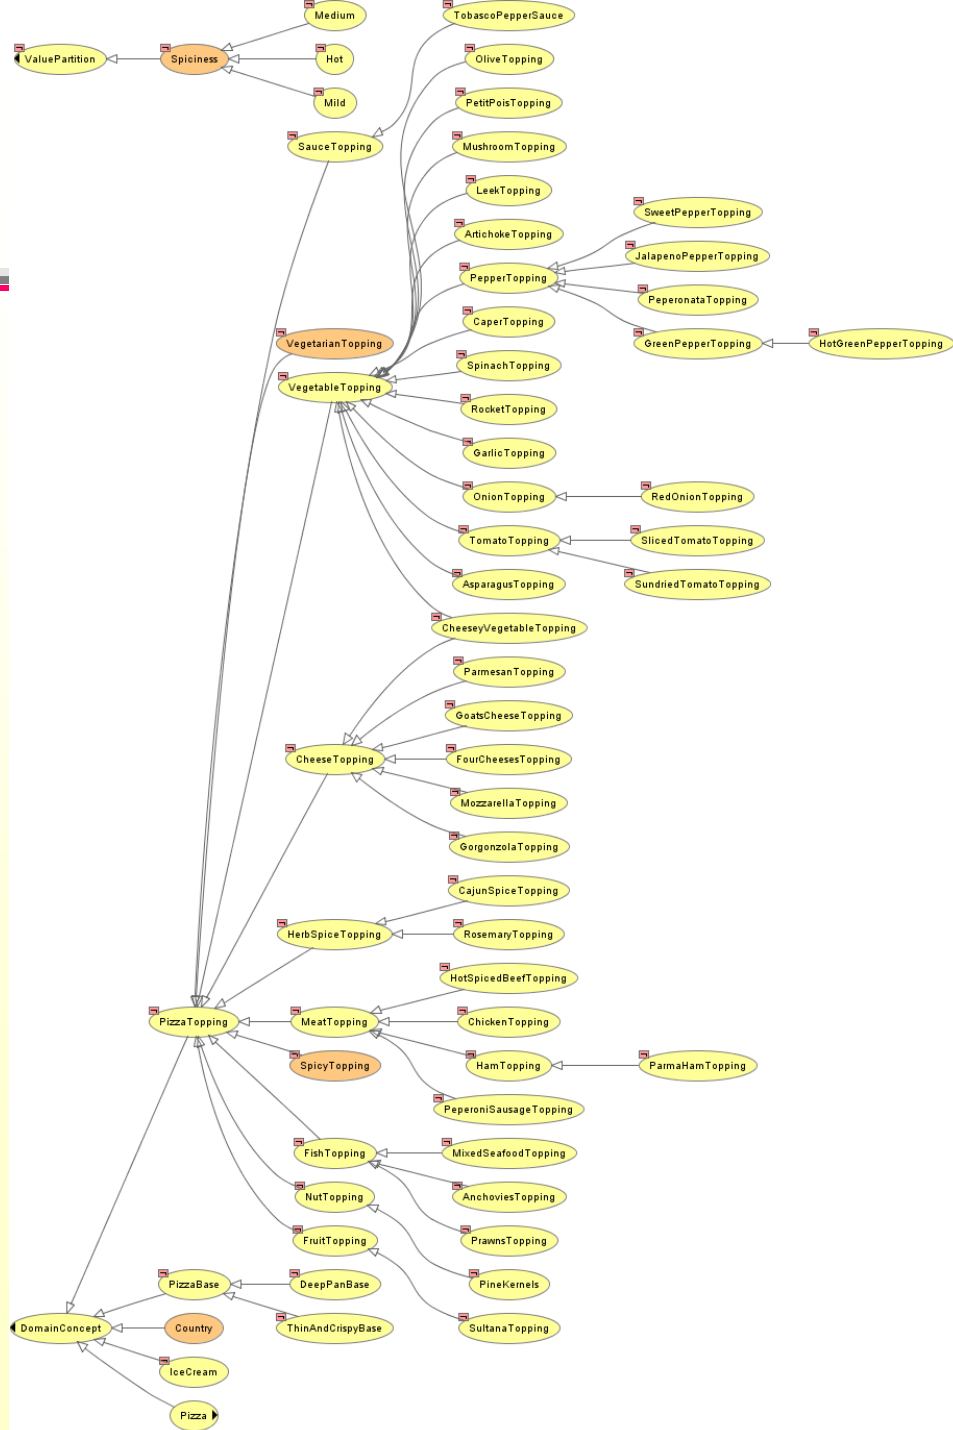 Medium
TobascoPepperSauce
ValuePartition
Spiciness
Hot
OliveTopping
Mild
PetitPoisTopping
SauceTopping
MushroomTopping
LeekTopping
SweetPepperTopping
ArtichokeTopping
JalapenoPepperTopping
PepperTopping
PeperonataTopping
CaperTopping
VegetarianTopping
GreenPepperTopping
HotGreenPepperTopping
SpinachTopping
VegetableTopping
RocketTopping
GarlicTopping
OnionTopping
RedOnionTopping
TomatoTopping
SlicedTomatoTopping
AsparagusTopping
SundriedTomatoTopping
CheeseyVegetableTopping
ParmesanTopping
GoatsCheeseTopping
CheeseTopping
FourCheesesTopping
MozzarellaTopping
GorgonzolaTopping
CajunSpiceTopping
HerbSpiceTopping
RosemaryTopping
HotSpicedBeefTopping
PizzaTopping
MeatTopping
ChickenTopping
SpicyTopping
HamTopping
ParmaHamTopping
PeperoniSausageTopping
FishTopping
MixedSeafoodTopping
NutTopping
AnchoviesTopping
FruitTopping
PrawnsTopping
PizzaBase
DeepPanBase
PineKernels
DomainConcept
Country
ThinAndCrispyBase
SultanaTopping
IceCream
Pizza